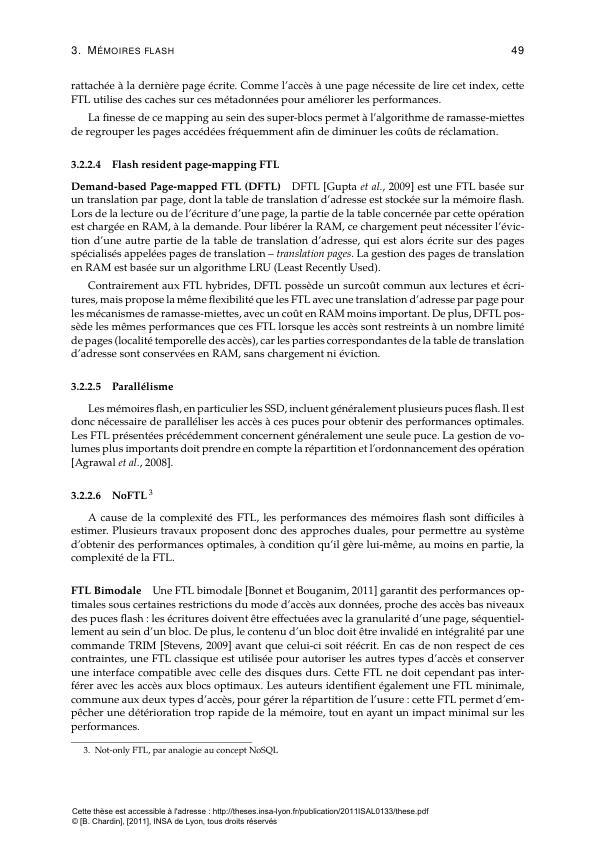 3. MÉMOIRES FLASH 49
rattachée à la dernière page écrite. Comme l'accès à une page nécessite de lire cet index, cette
FTL utilise des caches sur ces métadonnées pour améliorer les performances.
La finesse de ce mapping au sein des super-blocs permet à l'algorithme de ramasse-miettes
de regrouper les pages accédées fréquemment afin de diminuer les coûts de réclamation.
3.2.2.4 Flash resident page-mapping FTL
Demand-based Page-mapped FTL (DFTL) DFTL [Gupta et al., 2009] est une FTL basée sur
un translation par page, dont la table de translation d'adresse est stockée sur la mémoire flash.
Lors de la lecture ou de l'écriture d'une page, la partie de la table concernée par cette opération
est chargée en RAM, à la demande. Pour libérer la RAM, ce chargement peut nécessiter l'évic-
tion d'une autre partie de la table de translation d'adresse, qui est alors écrite sur des pages
spécialisés appelées pages de translation – translation pages. La gestion des pages de translation
en RAM est basée sur un algorithme LRU (Least Recently Used).
Contrairement aux FTL hybrides, DFTL possède un surcoût commun aux lectures et écri-
tures, mais propose la même flexibilité que les FTL avec une translation d'adresse par page pour
les mécanismes de ramasse-miettes, avec un coût en RAM moins important. De plus, DFTL pos-
sède les mêmes performances que ces FTL lorsque les accès sont restreints à un nombre limité
de pages (localité temporelle des accès), car les parties correspondantes de la table de translation
d'adresse sont conservées en RAM, sans chargement ni éviction.
3.2.2.5 Parallélisme
Les mémoires flash, en particulier les SSD, incluent généralement plusieurs puces flash. Il est
donc nécessaire de paralléliser les accès à ces puces pour obtenir des performances optimales.
Les FTL présentées précédemment concernent généralement une seule puce. La gestion de vo-
lumes plus importants doit prendre en compte la répartition et l'ordonnancement des opération
[Agrawal et al., 2008].
3.2.2.6 NoFTL 3
A cause de la complexité des FTL, les performances des mémoires flash sont difficiles à
estimer. Plusieurs travaux proposent donc des approches duales, pour permettre au système
d'obtenir des performances optimales, à condition qu'il gère lui-même, au moins en partie, la
complexité de la FTL.
FTL Bimodale Une FTL bimodale [Bonnet et Bouganim, 2011] garantit des performances op-
timales sous certaines restrictions du mode d'accès aux données, proche des accès bas niveaux
des puces flash : les écritures doivent être effectuées avec la granularité d'une page, séquentiel-
lement au sein d'un bloc. De plus, le contenu d'un bloc doit être invalidé en intégralité par une
commande TRIM [Stevens, 2009] avant que celui-ci soit réécrit. En cas de non respect de ces
contraintes, une FTL classique est utilisée pour autoriser les autres types d'accès et conserver
une interface compatible avec celle des disques durs. Cette FTL ne doit cependant pas inter-
férer avec les accès aux blocs optimaux. Les auteurs identifient également une FTL minimale,
commune aux deux types d'accès, pour gérer la répartition de l'usure : cette FTL permet d'em-
pêcher une détérioration trop rapide de la mémoire, tout en ayant un impact minimal sur les
performances.
3. Not-only FTL, par analogie au concept NoSQL
Cette thèse est accessible à l'adresse : http://theses.insa-lyon.fr/publication/2011ISAL0133/these.pdf
© [B. Chardin], [2011], INSA de Lyon, tous droits réservés